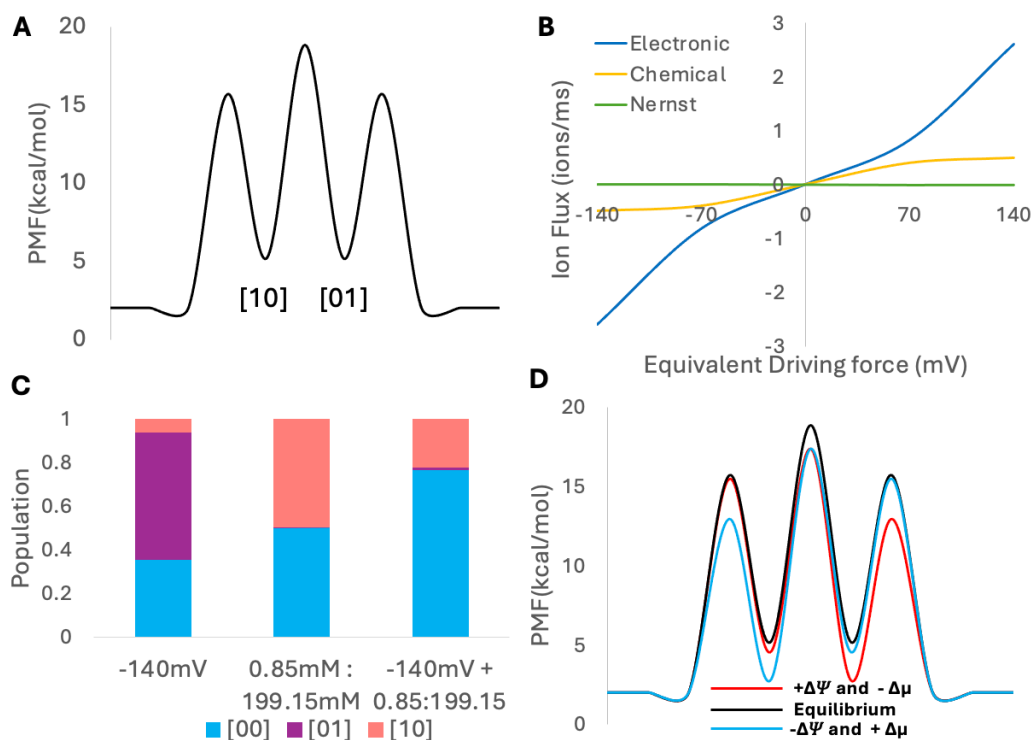 A
20
15
10
5
0
PMF(kcal/mol)
[10] [01]
B
Electronic
Chemical
Nernst
3
2
1
0
-1
-2
-3
-140 -70 0 70 140
Ion Flux (ions/ms)
Equivalent Driving force (mV)
C
1
0.8
0.6
0.4
0.2
0
Population
-140mV
0.85mM :
199.15mM
-140mV +
0.85:199.15
[00] [01] [10]
D
20
15
10
5
0
PMF(kcal/mol)
+ΔΨ and - Δμ
Equilibrium
-ΔΨ and + Δμ